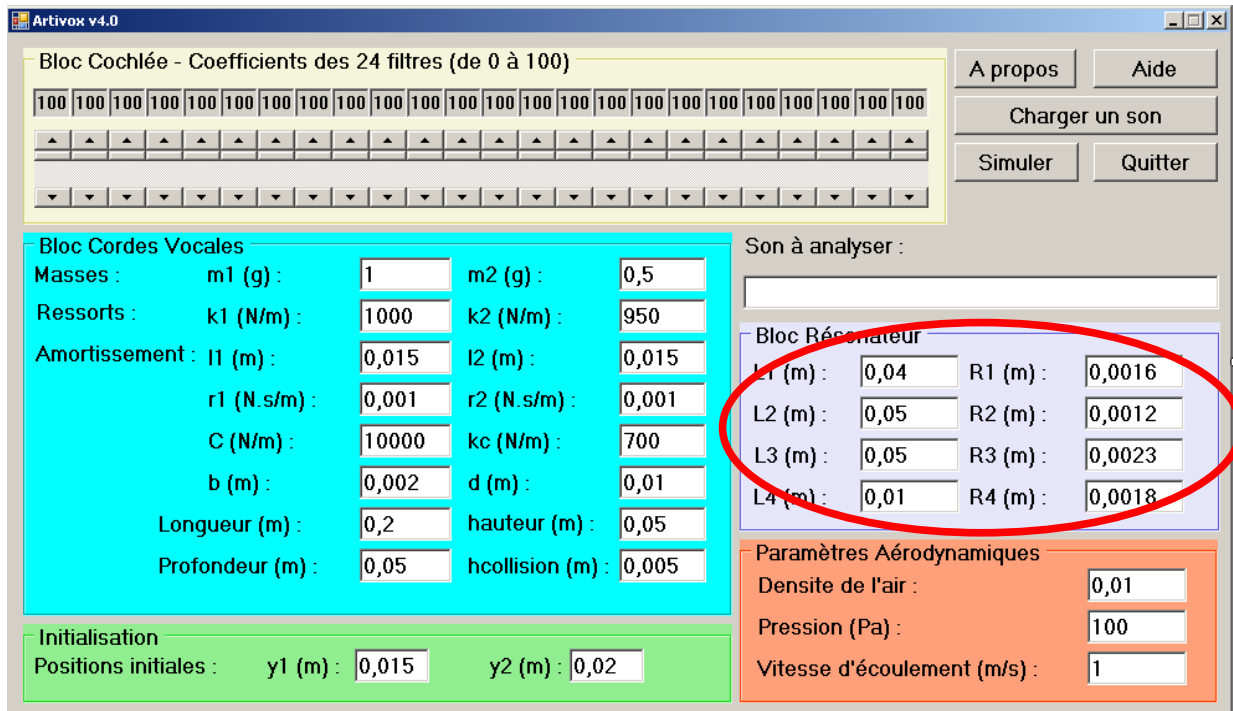 Artivox v4.0
Bloc Cochlée - Coefficients des 24 filtres (de 0 à 100)
100 100 100 100 100 100 100 100 100 100 100 100 100 100 100 100 100 100 100 100 100 100 100 100
A propos Aide
Charger un son
Simuler Quitter
Bloc Cordes Vocales
Masses : m1 (g) : 1 m2 (g) : 0,5
Ressorts : k1 (N/m) : 1000 k2 (N/m) : 950
Amortissement : l1 (m) : 0,015 l2 (m) : 0,015
r1 (N.s/m) : 0,001 r2 (N.s/m) : 0,001
C (N/m) : 10000 kc (N/m) : 700
b (m) : 0,002 d (m) : 0,01
Longueur (m) : 0,2 hauteur (m) : 0,05
Profondeur (m) : 0,05 hcollision (m) : 0,005
Initialisation
Positions initiales : y1 (m) : 0,015 y2 (m) : 0,02
Son à analyser :
Bloc Résonateur
L1 (m) : 0,04 R1 (m) : 0,0016
L2 (m) : 0,05 R2 (m) : 0,0012
L3 (m) : 0,05 R3 (m) : 0,0023
L4 (m) : 0,01 R4 (m) : 0,0018
Paramètres Aérodynamiques
Densite de l'air : 0,01
Pression (Pa) : 100
Vitesse d'écoulement (m/s) : 1